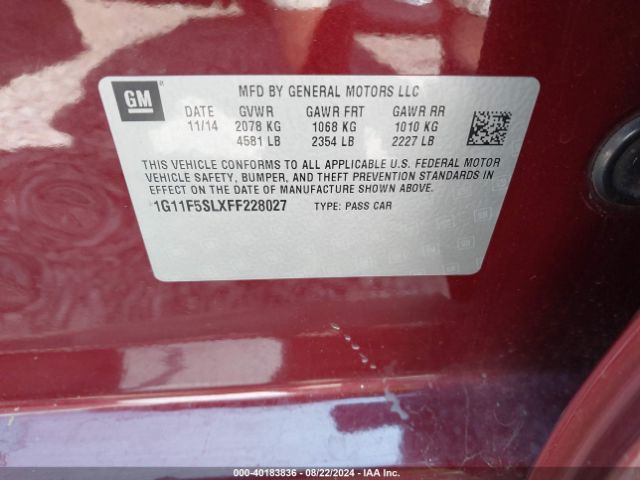 GM
MFD BY GENERAL MOTORS LLC
DATE GVWR GAWR FRT GAWR RR
11/14 2078 KG 1068 KG 1010 KG
4581 LB 2354 LB 2227 LB
THIS VEHICLE CONFORMS TO ALL APPLICABLE U.S. FEDERAL MOTOR
VEHICLE SAFETY, BUMPER, AND THEFT PREVENTION STANDARDS IN
EFFECT ON THE DATE OF MANUFACTURE SHOWN ABOVE.
1G11F5SLXFF228027 TYPE: PASS CAR
000-40183836 - 08/22/2024 - IAA Inc.